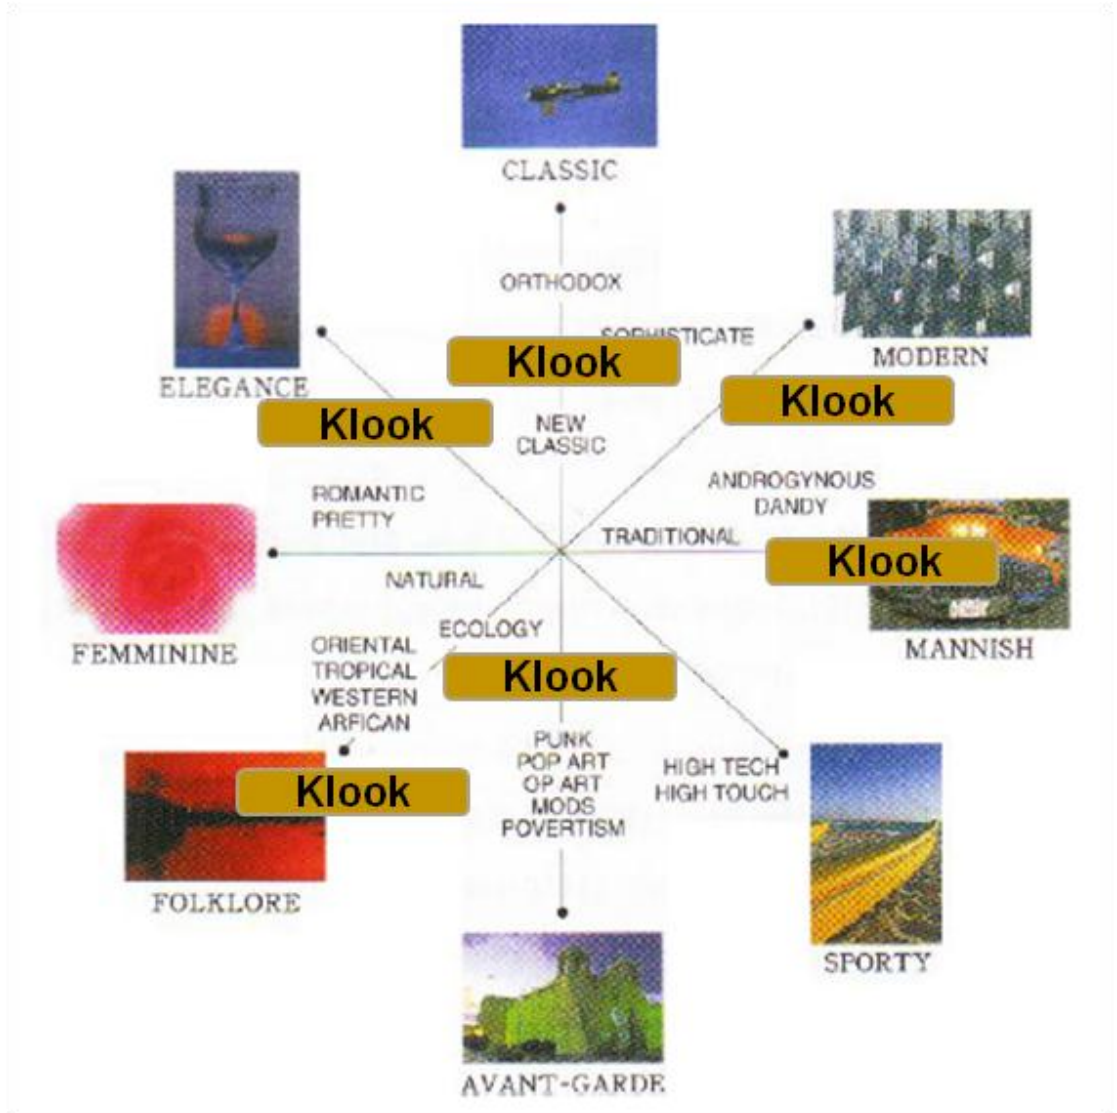 CLASSIC
ORTHODOX
SOPHISTICATE
Klook
MODERN
ELEGANCE
Klook
Klook
NEW
CLASSIC
ANDROGYNOUS
DANDY
ROMANTIC
PRETTY
TRADITIONAL
Klook
NATURAL
FEMMININE
MANNISH
ECOLOGY
ORIENTAL
TROPICAL
WESTERN
ARFICAN
Klook
PUNK
POP ART
OP ART
MODS
POVERTISM
HIGH TECH
HIGH TOUCH
Klook
FOLKLORE
SPORTY
AVANT-GARDE